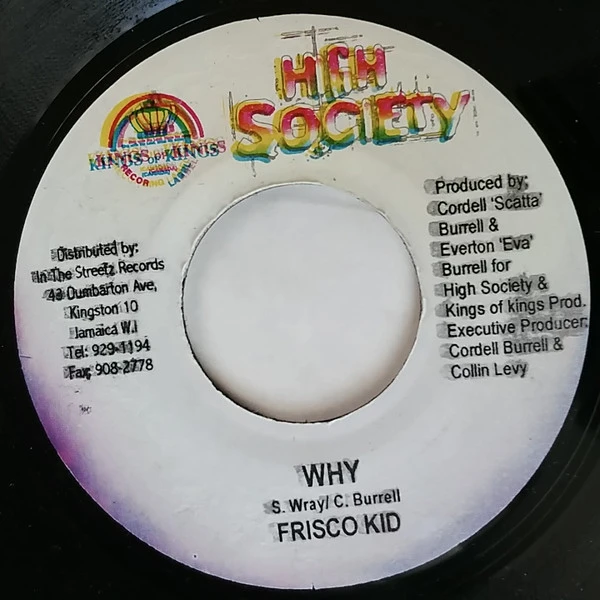 HIGH
SOCIETY
KINGS OF KINGS
RECORING LABEL
Produced by;
Cordell 'Scatta'
Burrell &
Everton 'Eva'
Burrell for
High Society &
Kings of kings Prod.
Executive Producer;
Cordell Burrell &
Collin Levy
Distributed by:
In The Streetz Records
43 Dumbarton Ave,
Kingston 10
Jamaica W.I
Tel: 929-1194
Fax; 908-2778
WHY
S. Wray/ C. Burrell
FRISCO KID